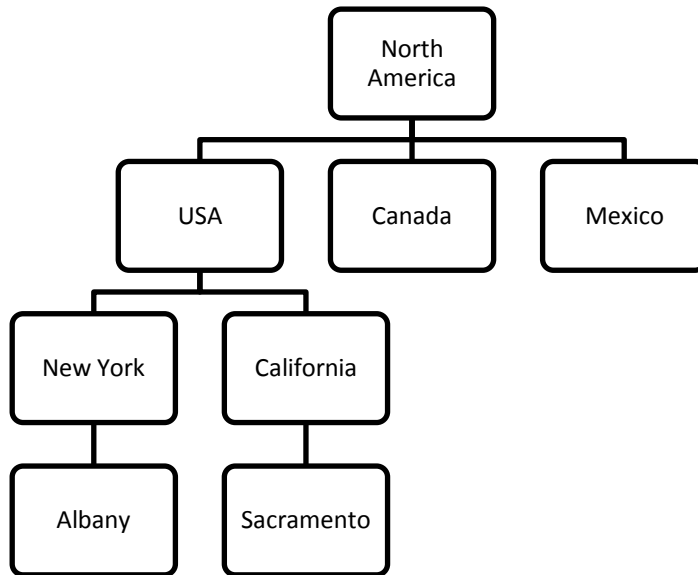 North
America
USA
Canada
Mexico
New York
California
Albany
Sacramento